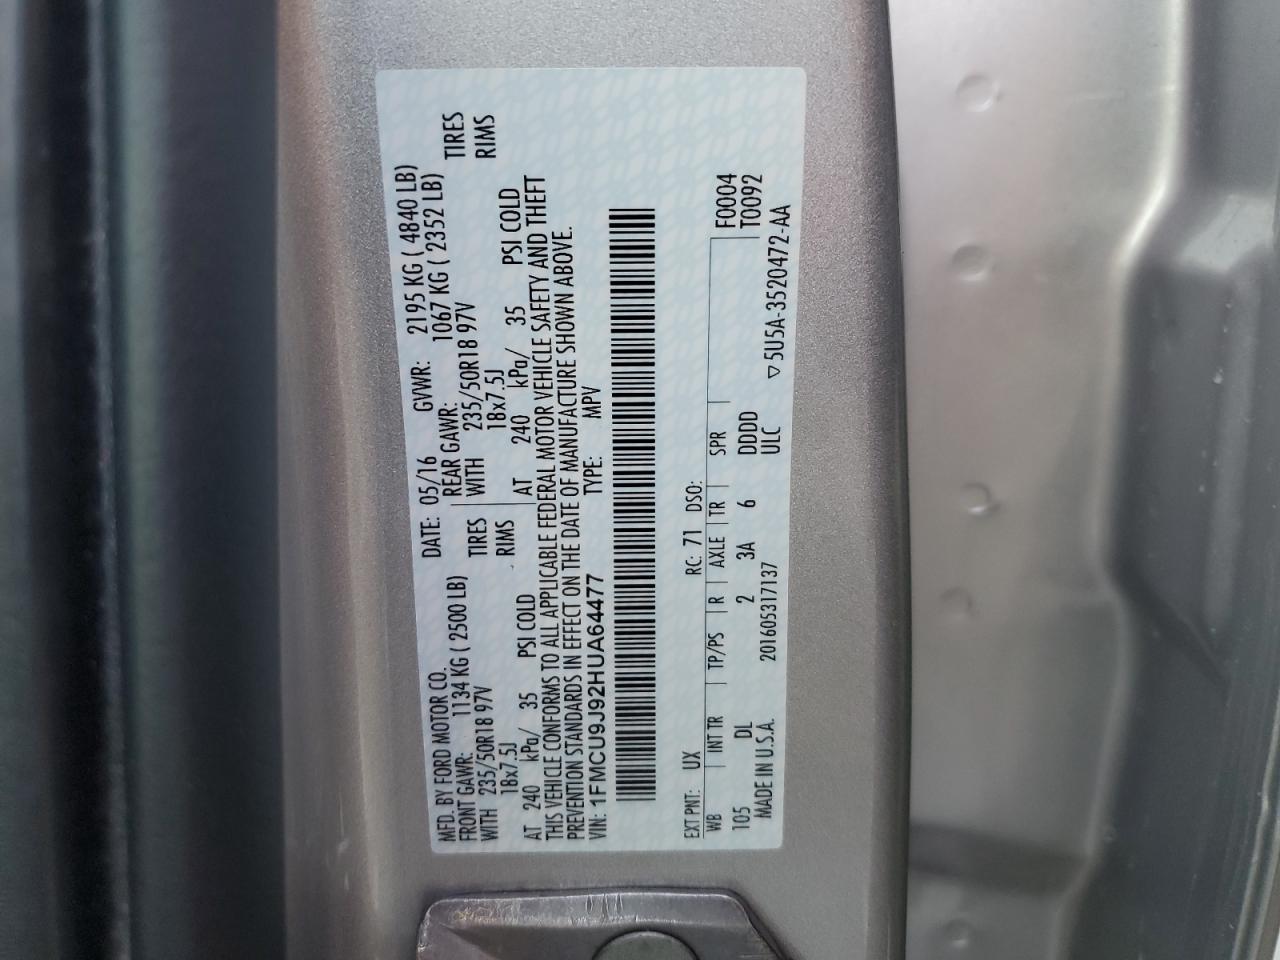 MFD. BY FORD MOTOR CO. DATE: 05/16 GVWR: 2195 KG ( 4840 LB)
FRONT GAWR: 1134 KG ( 2500 LB) REAR GAWR: 1067 KG ( 2352 LB)
WITH 235/50R18 97V TIRES WITH 235/50R18 97V TIRES
18x7.5J RIMS 18x7.5J RIMS
AT 240 kPa/ 35 PSI COLD AT 240 kPa/ 35 PSI COLD
THIS VEHICLE CONFORMS TO ALL APPLICABLE FEDERAL MOTOR VEHICLE SAFETY AND THEFT
PREVENTION STANDARDS IN EFFECT ON THE DATE OF MANUFACTURE SHOWN ABOVE.
VIN: 1FMCU9J92HUA64477 TYPE: MPV
EXT PNT: UX RC: 71 DSO:
WB INT TR TP/PS R AXLE TR SPR F0004
105 DL 2 3A 6 DDDD T0092
MADE IN U.S.A. 201605317137 ULC ▽5U5A-3520472-AA